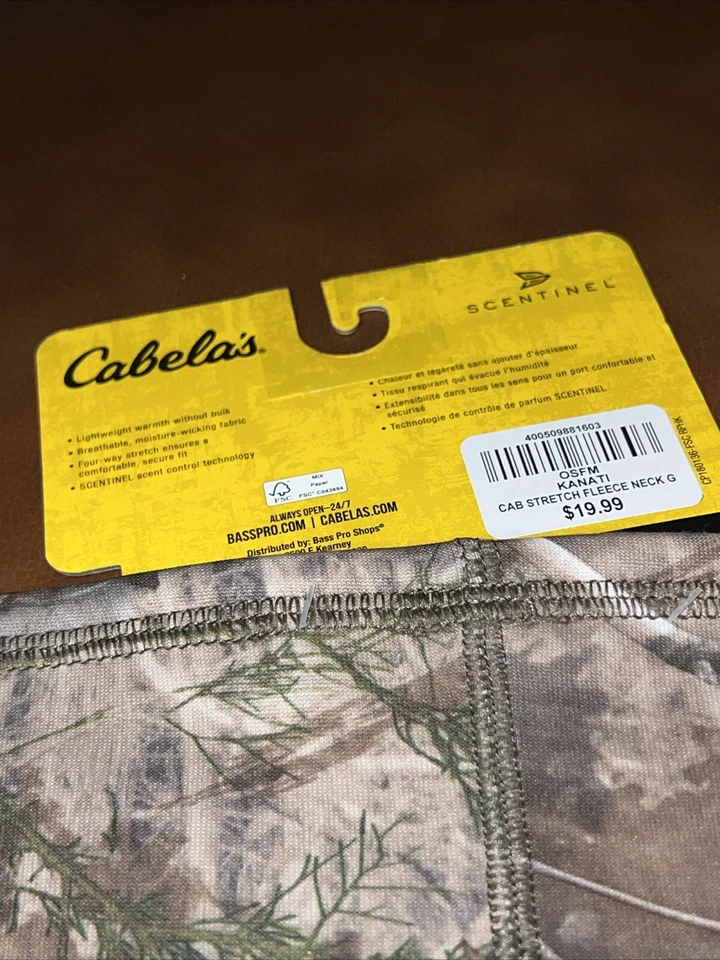 Cabela's®
SCENTINEL™
• Lightweight warmth without bulk
• Breathable, moisture-wicking fabric
• Four-way stretch ensures a
comfortable, secure fit
• SCENTINEL scent control technology
• Chaleur et légèreté sans ajouter d'épaisseur
• Tissu respirant qui évacue l'humidité
• Extensibilité dans tous les sens pour un port confortable et
sécurisé
• Technologie de contrôle de parfum SCENTINEL
400509881603
OSFM
KANATI
CAB STRETCH FLEECE NECK G
$19.99
FSC
MIX
Paper
FSC® C043894
ALWAYS OPEN–24/7
BASSPRO.COM | CABELAS.COM
Distributed by: Bass Pro Shops®
E Kearney